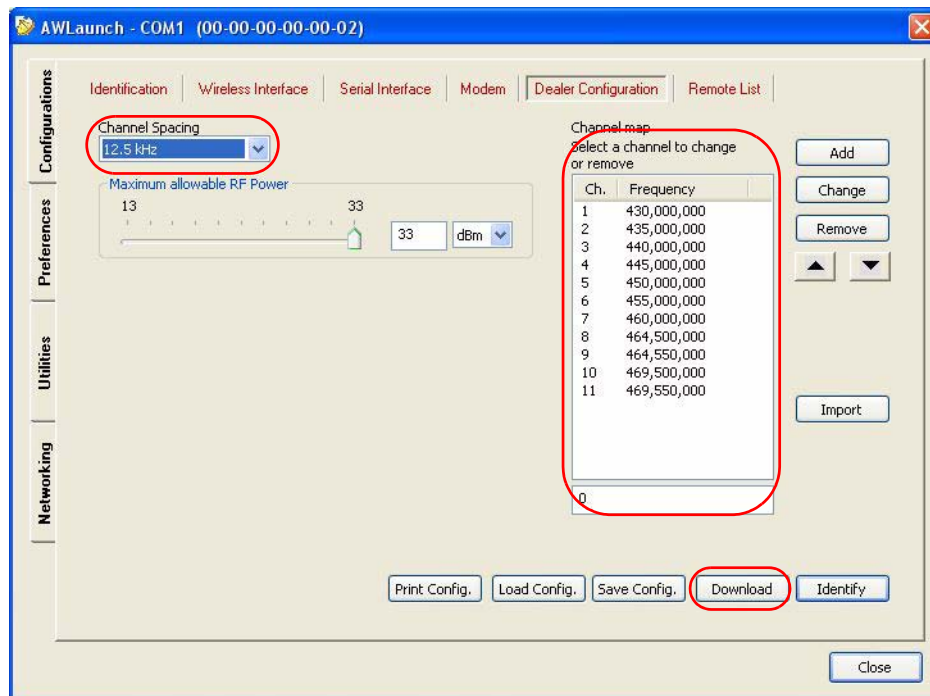 AWLaunch - COM1 (00-00-00-00-00-02)
Configurations
Preferences
Utilities
Networking
Identification
Wireless Interface
Serial Interface
Modem
Dealer Configuration
Remote List
Channel Spacing
12.5 kHz
Maximum allowable RF Power
13 33
33 dBm
Channel map
Select a channel to change
or remove
Ch. Frequency
1 430,000,000
2 435,000,000
3 440,000,000
4 445,000,000
5 450,000,000
6 455,000,000
7 460,000,000
8 464,500,000
9 464,550,000
10 469,500,000
11 469,550,000
0
Add
Change
Remove
Import
Print Config.
Load Config.
Save Config.
Download
Identify
Close